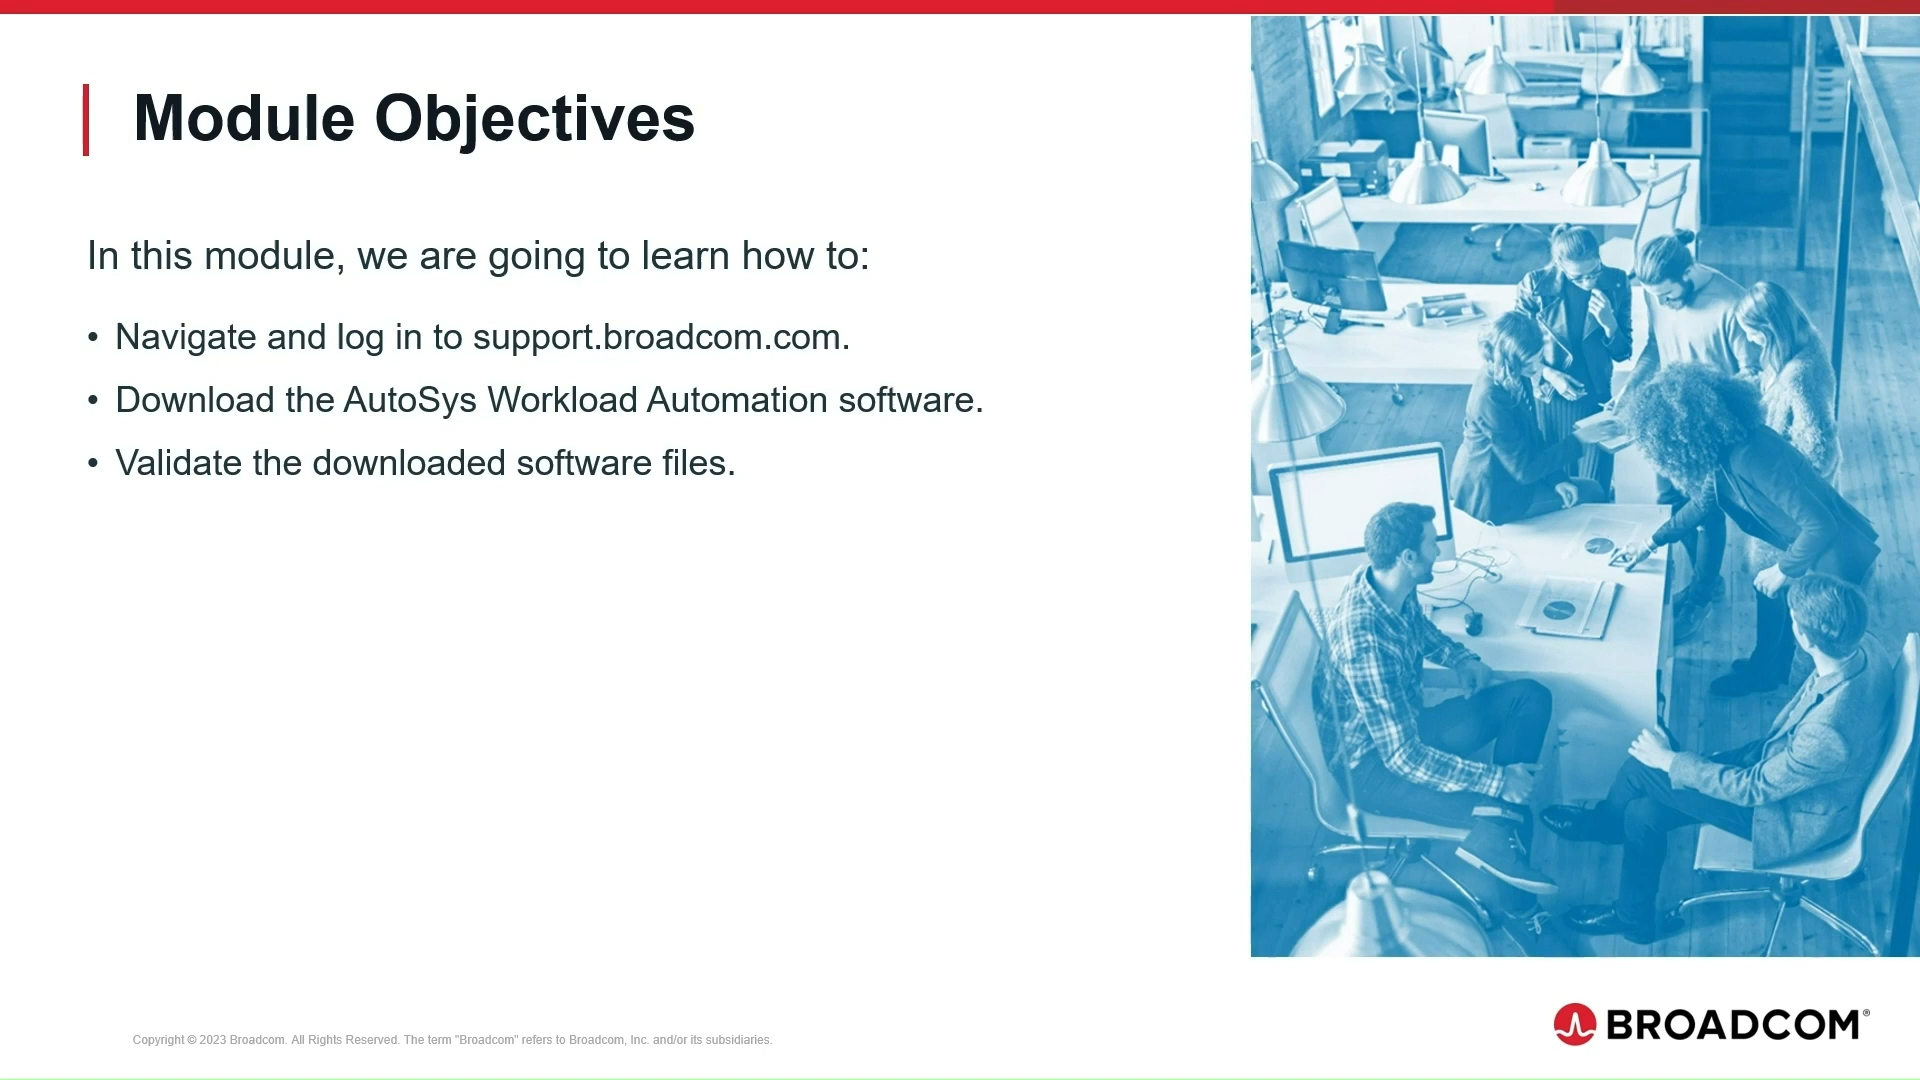 Module Objectives
In this module, we are going to learn how to:
• Navigate and log in to support.broadcom.com.
• Download the AutoSys Workload Automation software.
• Validate the downloaded software files.
Copyright © 2023 Broadcom. All Rights Reserved. The term "Broadcom" refers to Broadcom, Inc. and/or its subsidiaries.
BROADCOM®